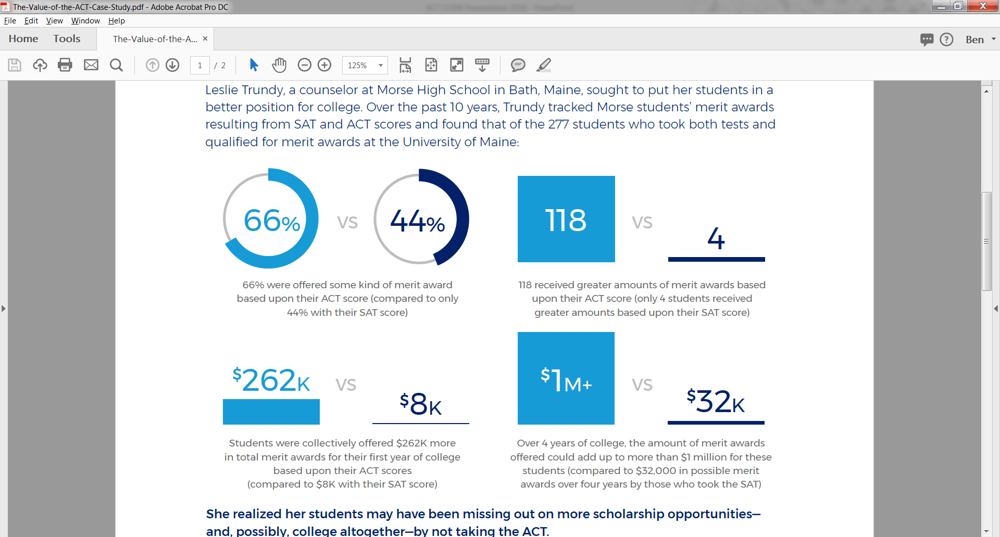 The-Value-of-the-ACT-Case-Study.pdf - Adobe Acrobat Pro DC
File Edit View Window Help
Home Tools The-Value-of-the-A... × Ben
1 / 2 125%
Leslie Trundy, a counselor at Morse High School in Bath, Maine, sought to put her students in a
better position for college. Over the past 10 years, Trundy tracked Morse students’ merit awards
resulting from SAT and ACT scores and found that of the 277 students who took both tests and
qualified for merit awards at the University of Maine:
66% vs 44%
118 vs 4
66% were offered some kind of merit award
based upon their ACT score (compared to only
44% with their SAT score)
118 received greater amounts of merit awards based
upon their ACT score (only 4 students received
greater amounts based upon their SAT score)
$262K vs $8K
$1M+ vs $32K
Students were collectively offered $262K more
in total merit awards for their first year of college
based upon their ACT scores
(compared to $8K with their SAT score)
Over 4 years of college, the amount of merit awards
offered could add up to more than $1 million for these
students (compared to $32,000 in possible merit
awards over four years by those who took the SAT)
She realized her students may have been missing out on more scholarship opportunities—
and, possibly, college altogether—by not taking the ACT.